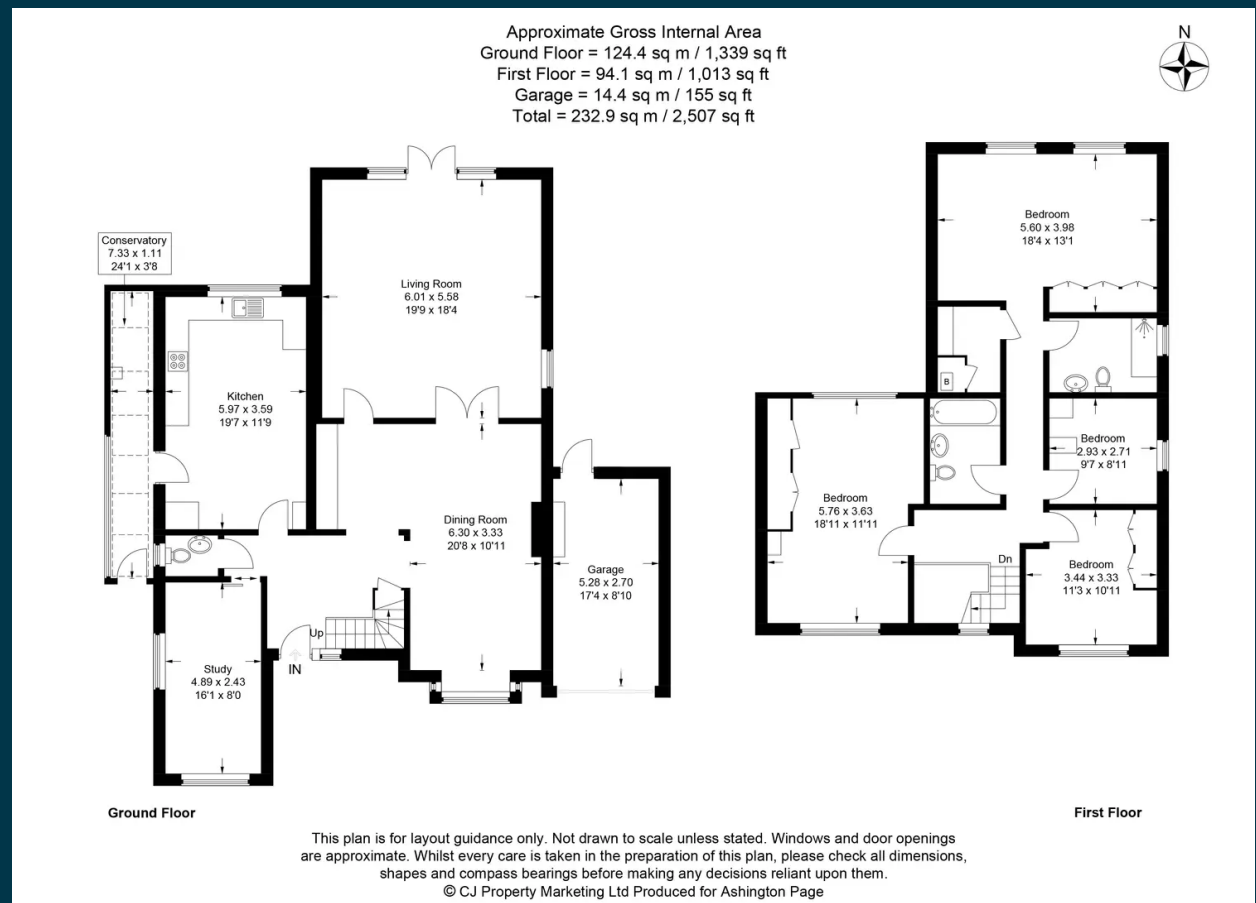 Approximate Gross Internal Area
Ground Floor = 124.4 sq m / 1,339 sq ft
First Floor = 94.1 sq m / 1,013 sq ft
Garage = 14.4 sq m / 155 sq ft
Total = 232.9 sq m / 2,507 sq ft
N
Conservatory
7.33 x 1.11
24'1 x 3'8
Living Room
6.01 x 5.58
19'9 x 18'4
Kitchen
5.97 x 3.59
19'7 x 11'9
Dining Room
6.30 x 3.33
20'8 x 10'11
Garage
5.28 x 2.70
17'4 x 8'10
Up
IN
Study
4.89 x 2.43
16'1 x 8'0
Bedroom
5.60 x 3.98
18'4 x 13'1
B
Bedroom
2.93 x 2.71
9'7 x 8'11
Bedroom
5.76 x 3.63
18'11 x 11'11
Dn
Bedroom
3.44 x 3.33
11'3 x 10'11
Ground Floor
First Floor
This plan is for layout guidance only. Not drawn to scale unless stated. Windows and door openings
are approximate. Whilst every care is taken in the preparation of this plan, please check all dimensions,
shapes and compass bearings before making any decisions reliant upon them.
© CJ Property Marketing Ltd Produced for Ashington Page